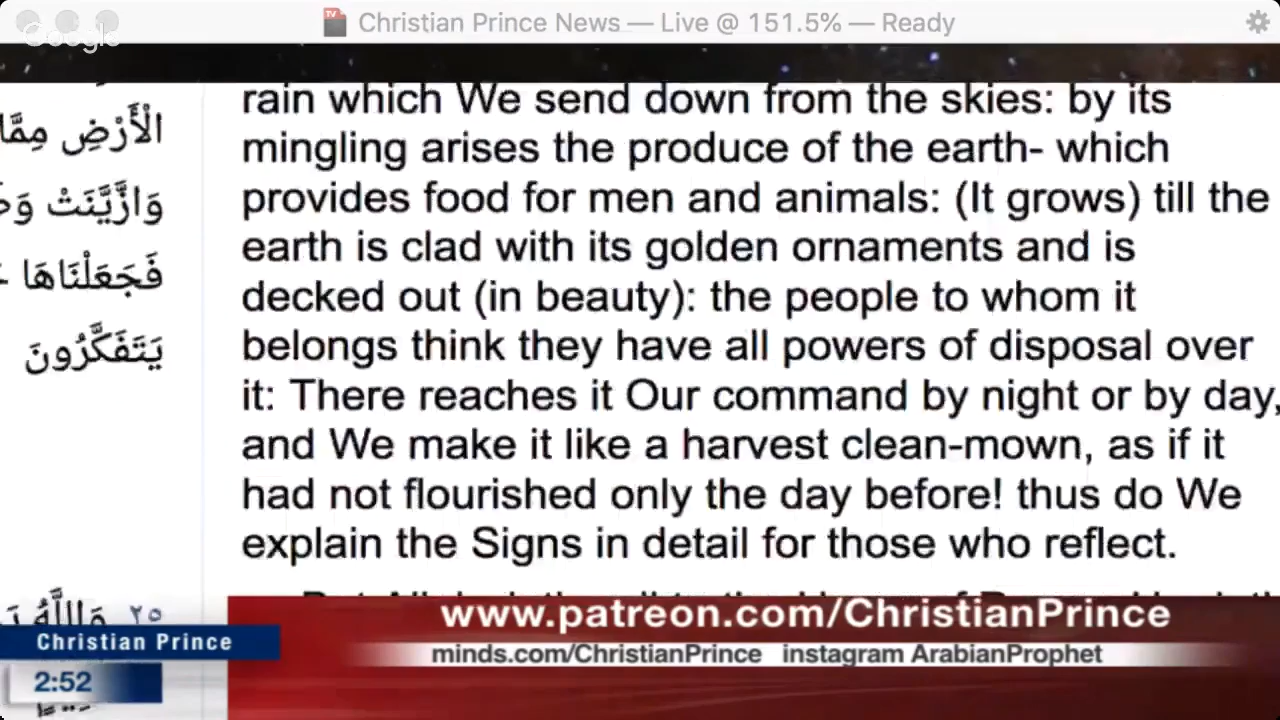 Christian Prince News — Live @ 151.5% — Ready
Google
rain which We send down from the skies: by its
mingling arises the produce of the earth- which
provides food for men and animals: (It grows) till the
earth is clad with its golden ornaments and is
decked out (in beauty): the people to whom it
belongs think they have all powers of disposal over
it: There reaches it Our command by night or by day,
and We make it like a harvest clean-mown, as if it
had not flourished only the day before! thus do We
explain the Signs in detail for those who reflect.
الْأَرْضِ مِمَّا
وَازَّيَّنَتْ
فَجَعَلْنَاهَا
يَتَفَكَّرُونَ
٢٥ وَاللَّهُ
www.patreon.com/ChristianPrince
minds.com/ChristianPrince instagram ArabianProphet
Christian Prince
2:52